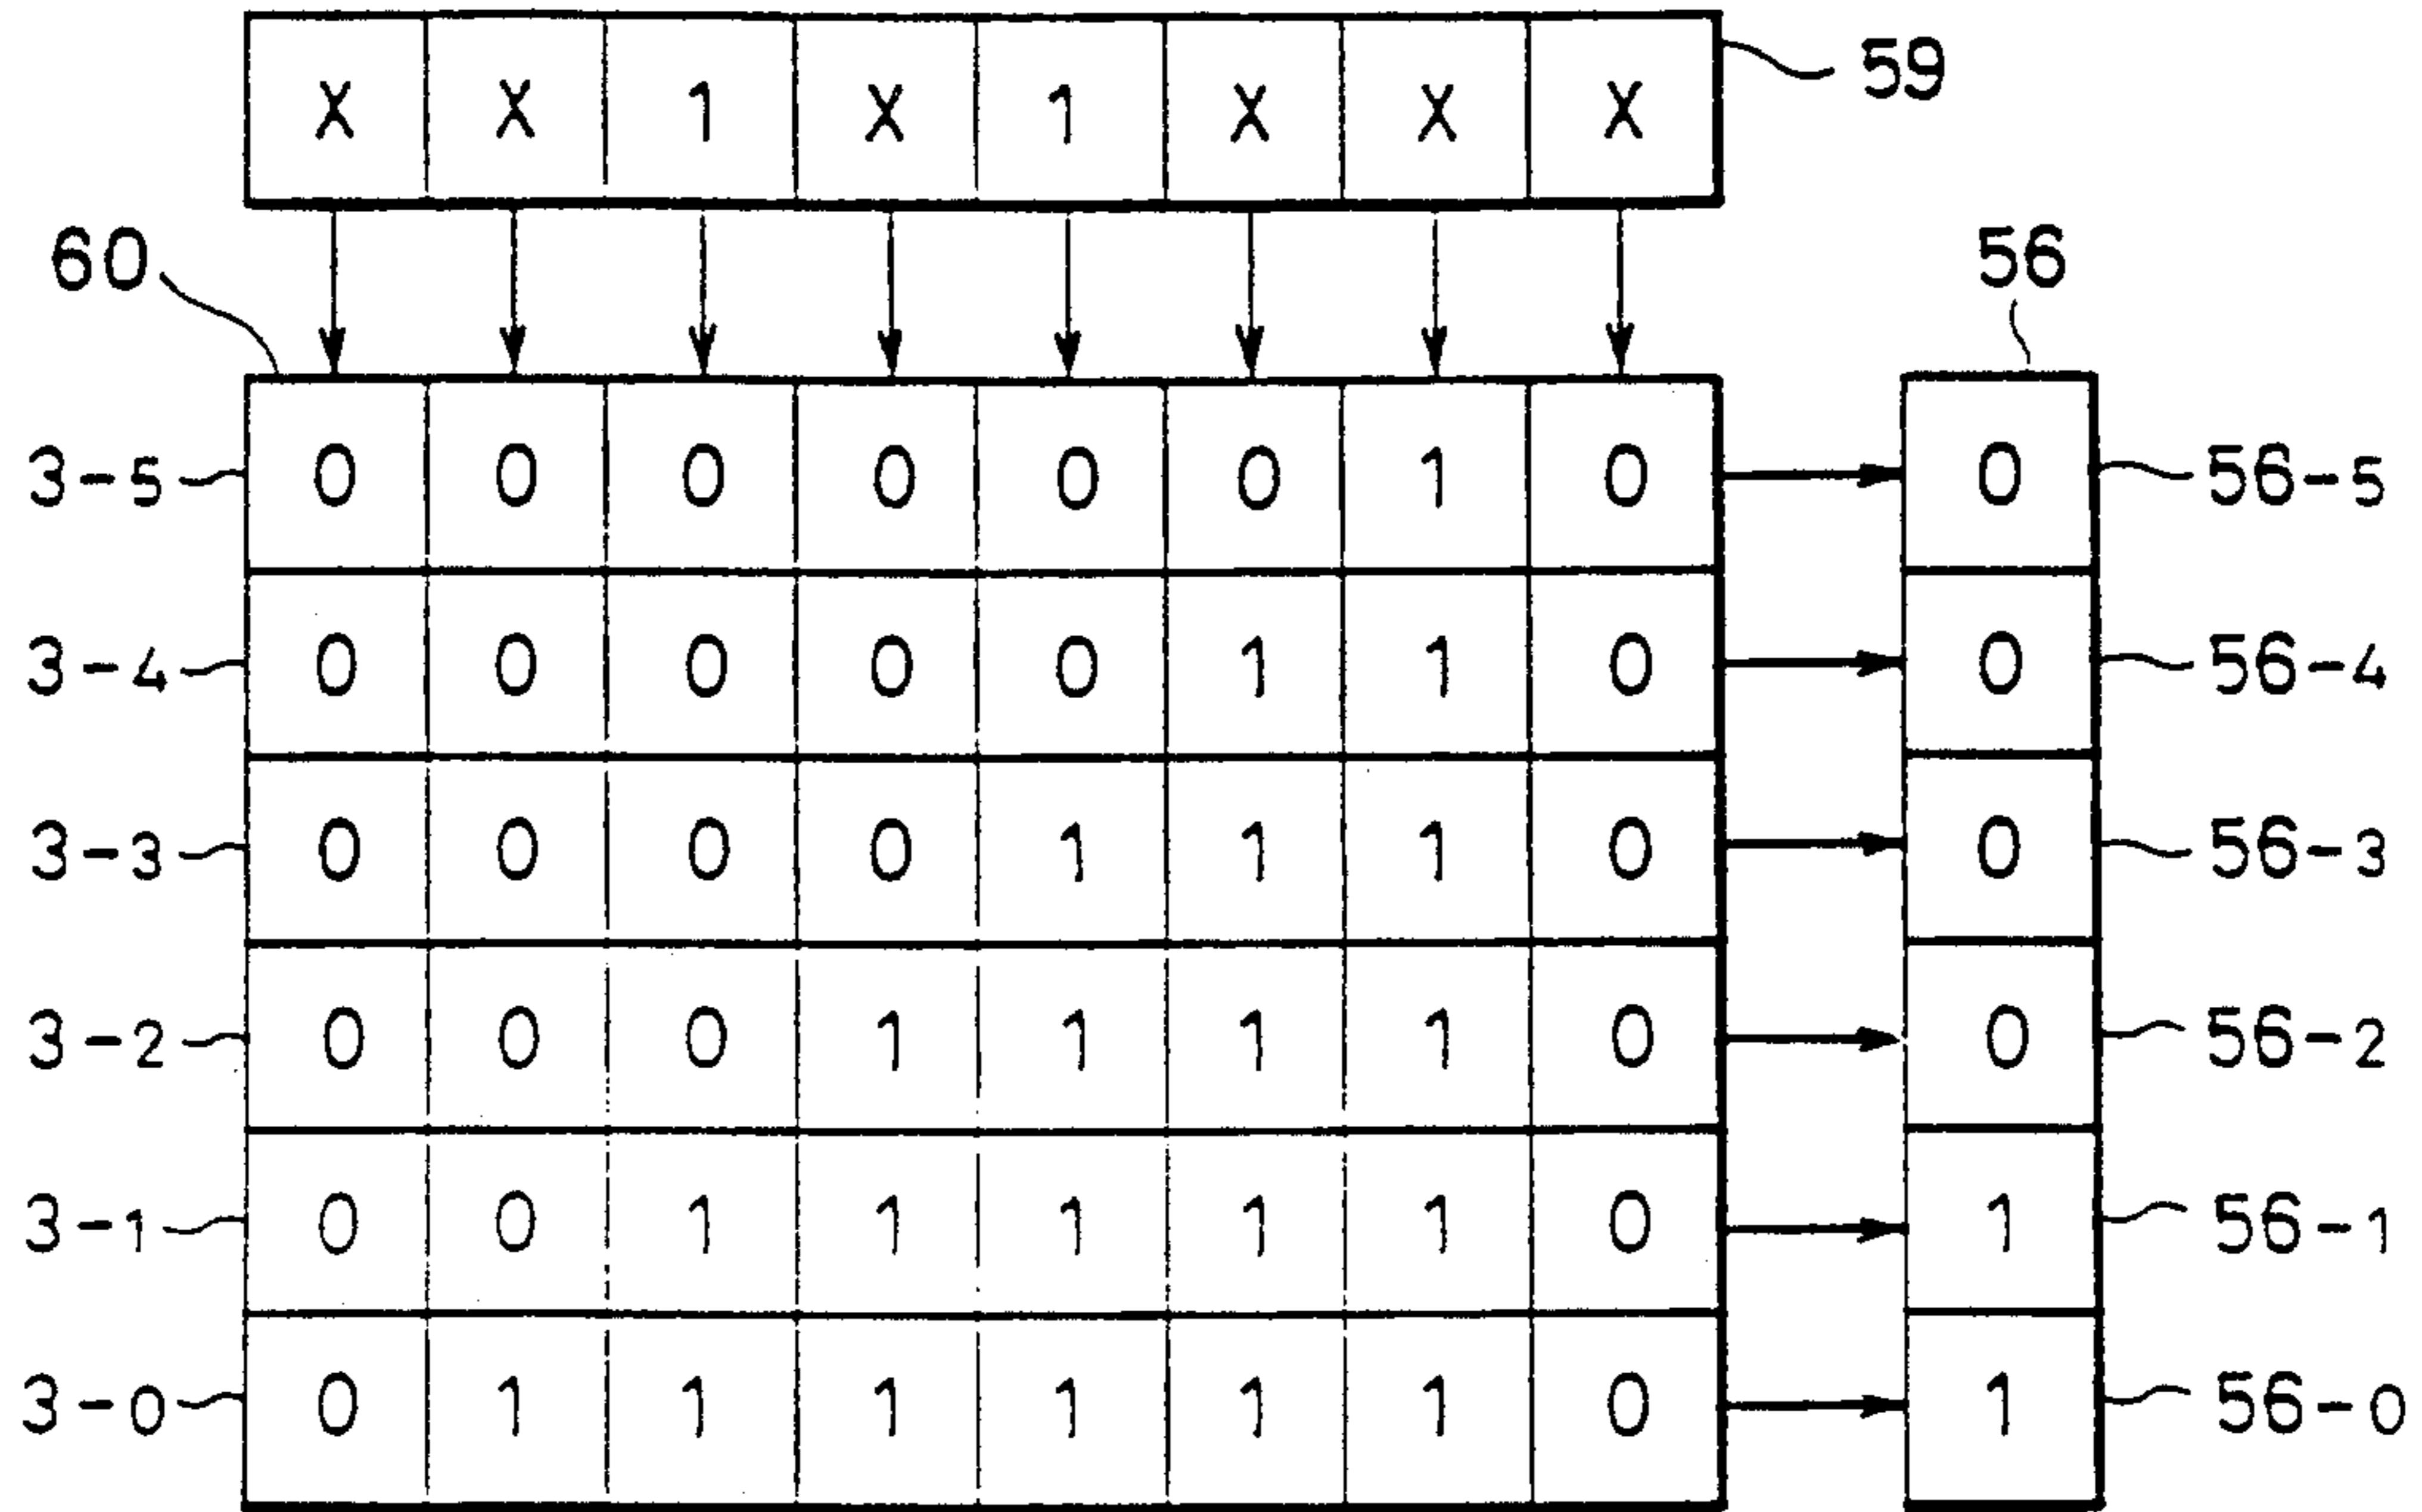 X X 1 X 1 X X X 59
60 56
3-5 0 0 0 0 0 0 1 0 0 56-5
3-4 0 0 0 0 0 1 1 0 0 56-4
3-3 0 0 0 0 1 1 1 0 0 56-3
3-2 0 0 0 1 1 1 1 0 0 56-2
3-1 0 0 1 1 1 1 1 0 1 56-1
3-0 0 1 1 1 1 1 1 0 1 56-0